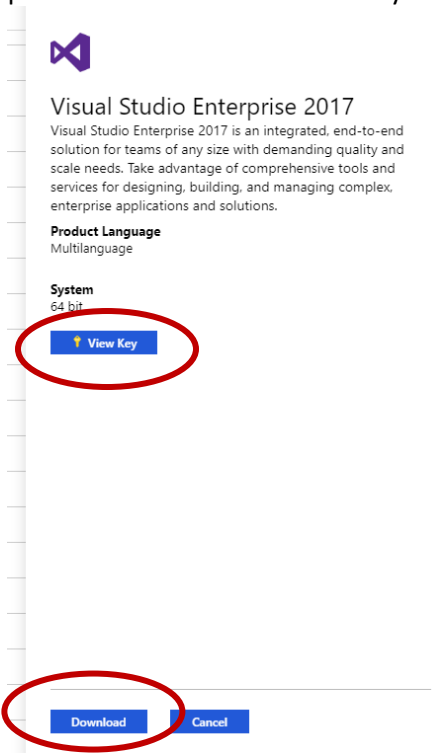 Visual Studio Enterprise 2017
Visual Studio Enterprise 2017 is an integrated, end-to-end
solution for teams of any size with demanding quality and
scale needs. Take advantage of comprehensive tools and
services for designing, building, and managing complex,
enterprise applications and solutions.
Product Language
Multilanguage
System
64 bit
View Key
Download Cancel